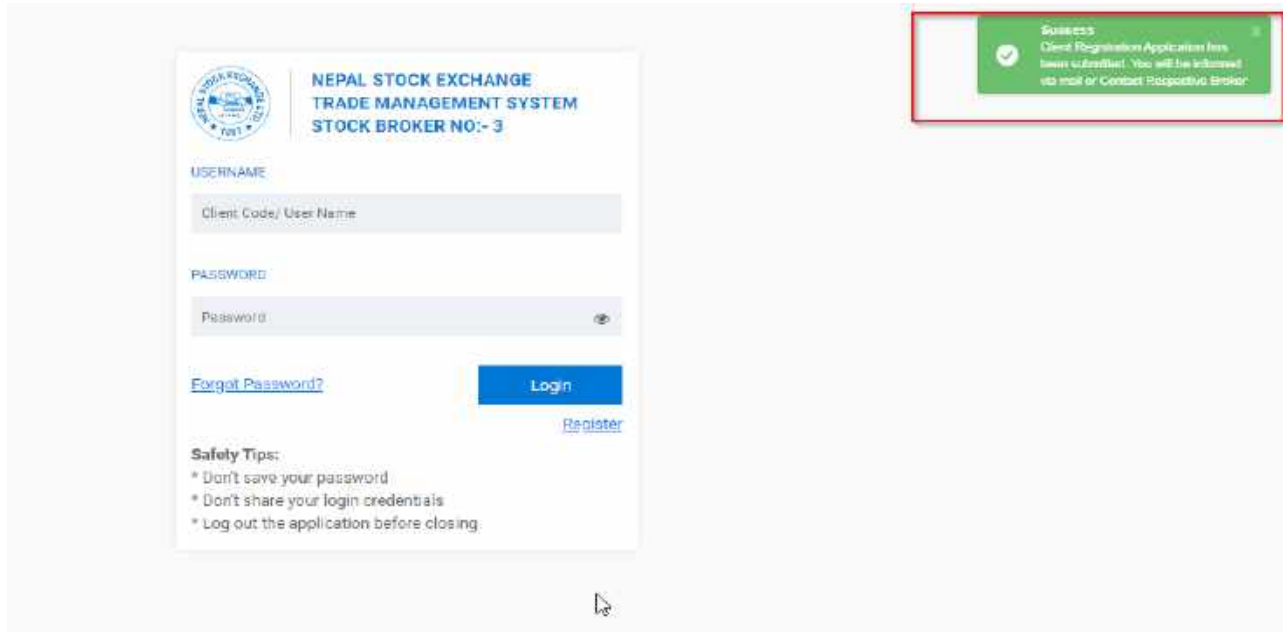 NEPAL STOCK EXCHANGE
TRADE MANAGEMENT SYSTEM
STOCK BROKER NO:- 3
USERNAME
Client Code/ User Name
PASSWORD
Password
Forgot Password?
Login
Register
Safety Tips:
* Don't save your password
* Don't share your login credentials
* Log out the application before closing
Success
Client Registration Application has
been submitted. You will be informed
via mail or Contact Respective Broker